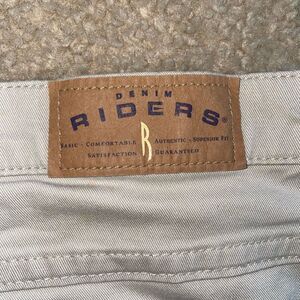 DENIM
RIDERS®
BASIC · COMFORTABLE R AUTHENTIC · SUPERIOR FIT
SATISFACTION GUARANTEED